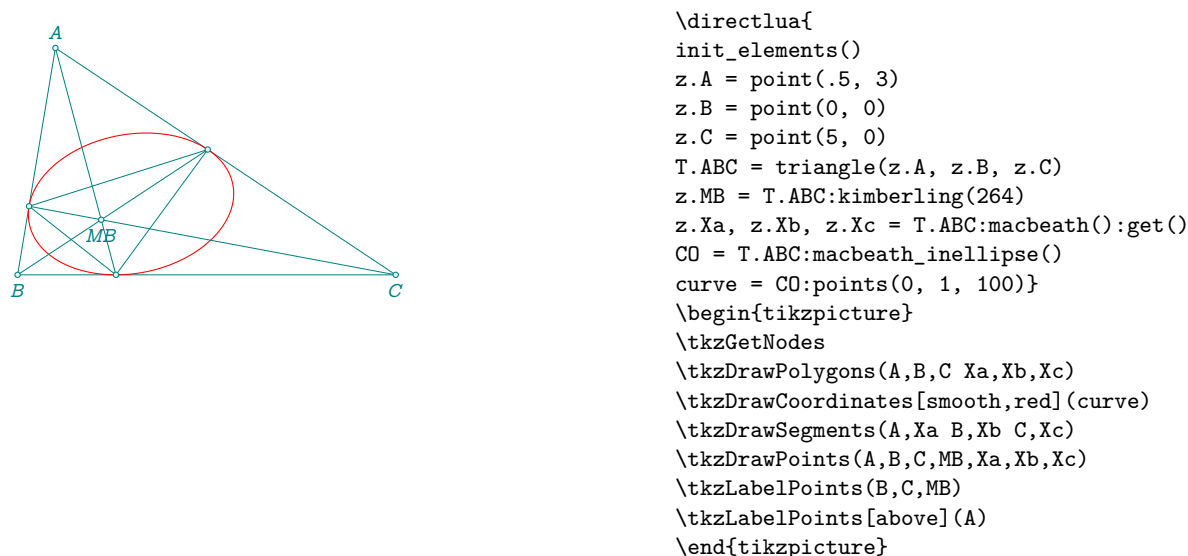 A
MB
B
C
\directlua{
init_elements()
z.A = point(.5, 3)
z.B = point(0, 0)
z.C = point(5, 0)
T.ABC = triangle(z.A, z.B, z.C)
z.MB = T.ABC:kimberling(264)
z.Xa, z.Xb, z.Xc = T.ABC:macbeath():get()
CO = T.ABC:macbeath_inellipse()
curve = CO:points(0, 1, 100)}
\begin{tikzpicture}
\tkzGetNodes
\tkzDrawPolygons(A,B,C Xa,Xb,Xc)
\tkzDrawCoordinates[smooth,red](curve)
\tkzDrawSegments(A,Xa B,Xb C,Xc)
\tkzDrawPoints(A,B,C,MB,Xa,Xb,Xc)
\tkzLabelPoints(B,C,MB)
\tkzLabelPoints[above](A)
\end{tikzpicture}